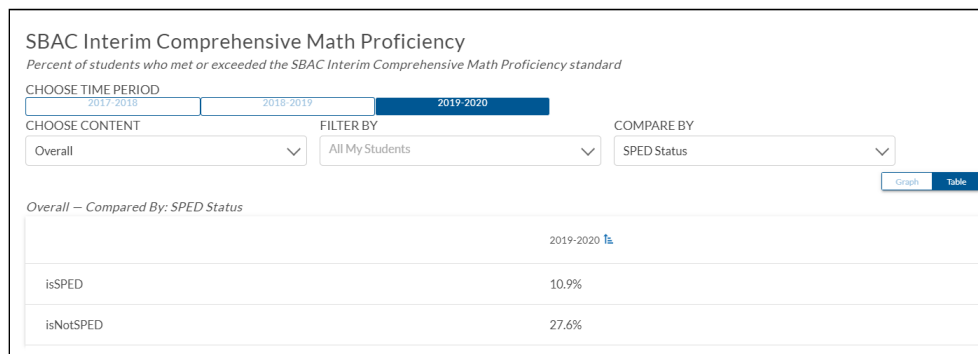 SBAC Interim Comprehensive Math Proficiency
Percent of students who met or exceeded the SBAC Interim Comprehensive Math Proficiency standard
CHOOSE TIME PERIOD
2017-2018 2018-2019 2019-2020
CHOOSE CONTENT FILTER BY COMPARE BY
Overall All My Students SPED Status
Graph Table
Overall — Compared By: SPED Status
2019-2020
isSPED 10.9%
isNotSPED 27.6%